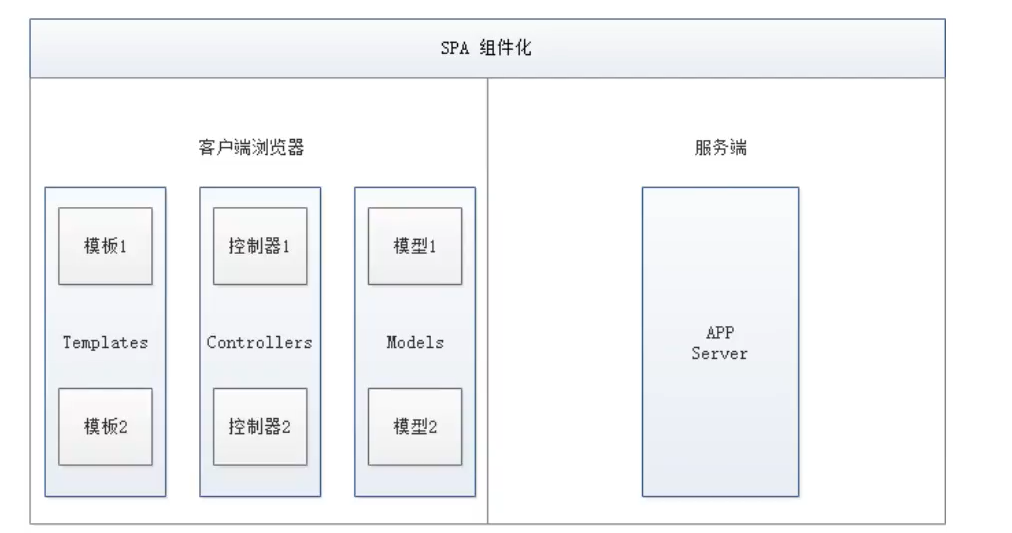 SPA 组件化
客户端浏览器
服务端
模板1
控制器1
模型1
Templates
Controllers
Models
APP
Server
模板2
控制器2
模型2